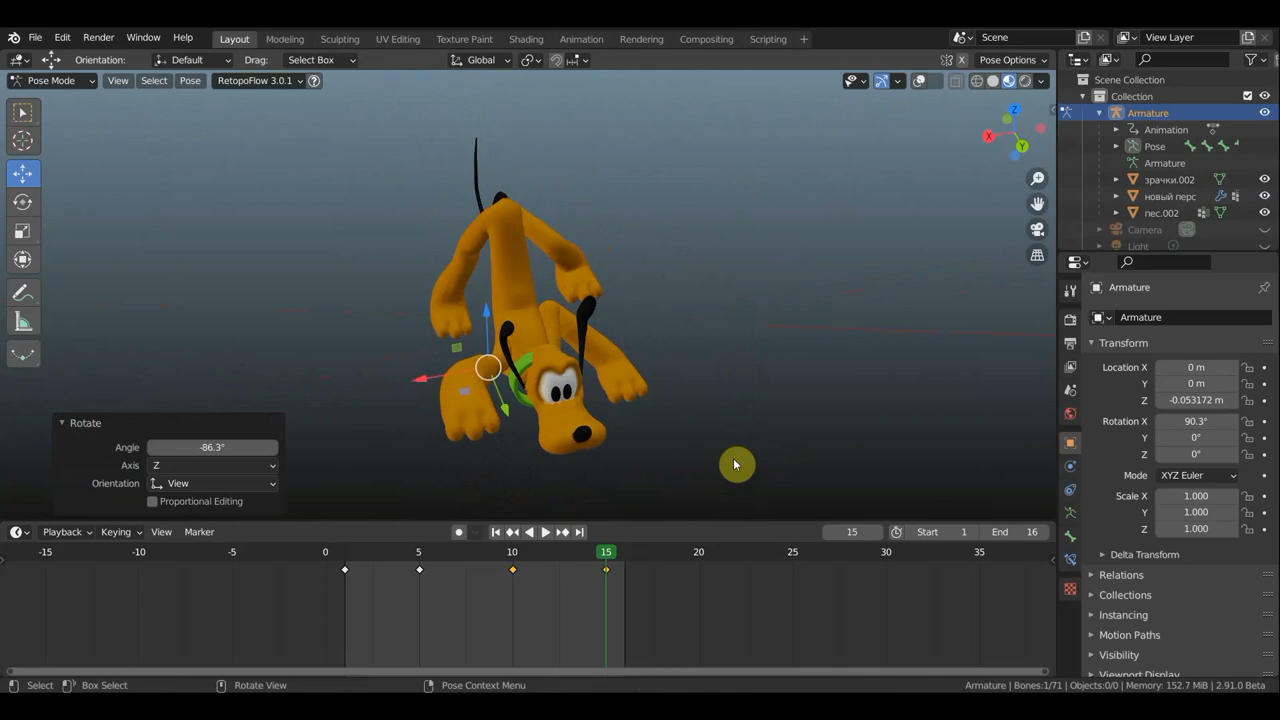 File Edit Render Window Help Layout Modeling Sculpting UV Editing Texture Paint Shading Animation Rendering Compositing Scripting + Scene View Layer
Orientation: Default Drag: Select Box Global X Pose Options
Pose Mode View Select Pose RetopoFlow 3.0.1 ?
Scene Collection
Collection
Armature
Animation
Pose
Armature
зрачки.002
новый перс
пес.002
Camera
Light
Z
X
Y
Armature
Armature
Transform
Location X 0 m
Y 0 m
Z -0.053172 m
Rotation X 90.3°
Y 0°
Z 0°
Mode XYZ Euler
Scale X 1.000
Y 1.000
Z 1.000
Delta Transform
Relations
Collections
Instancing
Motion Paths
Visibility
Viewport Display
Rotate
Angle -86.3°
Axis Z
Orientation View
Proportional Editing
Playback Keying View Marker 15 Start 1 End 16
-15 -10 -5 0 5 10 15 20 25 30 35
Select Box Select Rotate View Pose Context Menu Armature | Bones:1/71 | Objects:0/0 | Memory: 152.7 MiB | 2.91.0 Beta